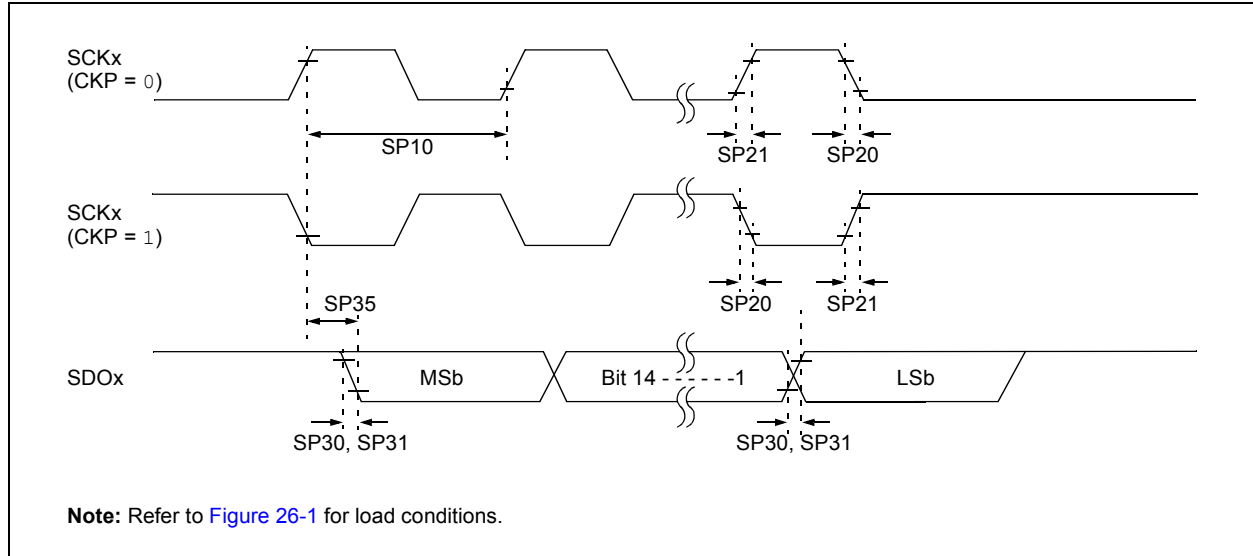 SCKx
(CKP = 0)
SP10
SP21
SP20
SCKx
(CKP = 1)
SP35
SP20
SP21
SDOx
MSb
Bit 14 - - - - - -1
LSb
SP30, SP31
SP30, SP31
Note: Refer to Figure 26-1 for load conditions.